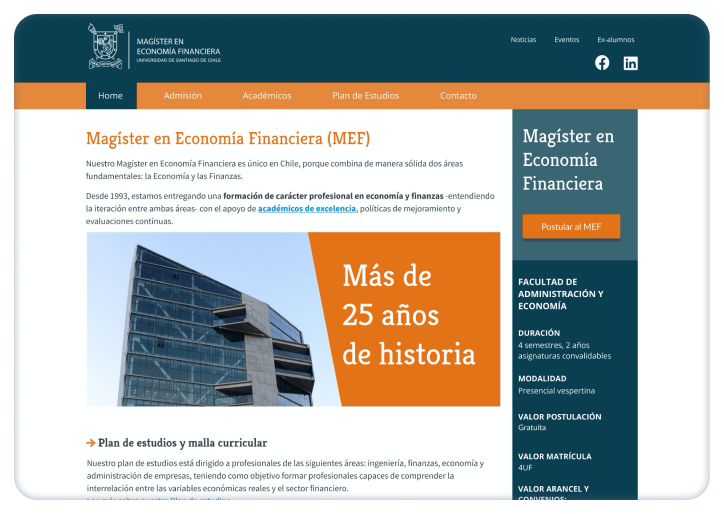 MAGÍSTER EN
ECONOMÍA FINANCIERA
UNIVERSIDAD DE SANTIAGO DE CHILE
Noticias Eventos Ex-alumnos
Home Admisión Académicos Plan de Estudios Contacto
Magíster en Economía Financiera (MEF)
Nuestro Magíster en Economía Financiera es único en Chile, porque combina de manera sólida dos áreas
fundamentales: la Economía y las Finanzas.
Desde 1993, estamos entregando una formación de carácter profesional en economía y finanzas -entendiendo
la iteración entre ambas áreas- con el apoyo de académicos de excelencia, políticas de mejoramiento y
evaluaciones continuas.
Más de
25 años
de historia
Plan de estudios y malla curricular
Nuestro plan de estudios está dirigido a profesionales de las siguientes áreas: ingeniería, finanzas, economía y
administración de empresas, teniendo como objetivo formar profesionales capaces de comprender la
interrelación entre las variables económicas reales y el sector financiero.
Magíster en
Economía
Financiera
Postular al MEF
FACULTAD DE
ADMINISTRACIÓN Y
ECONOMÍA
DURACIÓN
4 semestres, 2 años
asignaturas convalidables
MODALIDAD
Presencial vespertina
VALOR POSTULACIÓN
Gratuita
VALOR MATRÍCULA
4UF
VALOR ARANCEL Y
CONVENIOS: